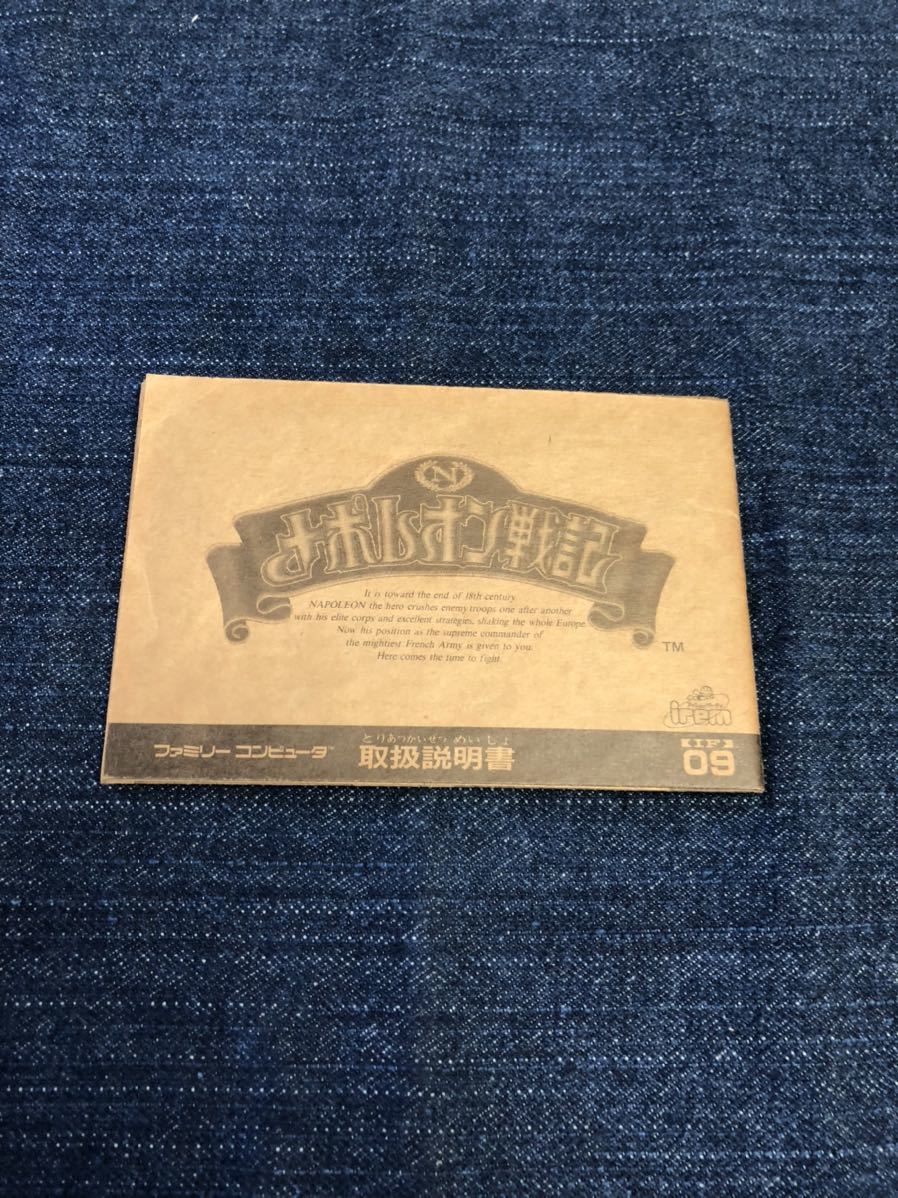 N
ナポレオン戦記
It is toward the end of 18th century
NAPOLEON the hero crushes enemy troops one after another
with his elite corps and excellent strategies, shaking the whole Europe.
Now his position as the supreme commander of
the mightiest French Army is given to you.
Here comes the time to fight.
TM
irem
ファミリー コンピュータ™
とりあつかいせつめいしょ
取扱説明書
【IF】
09